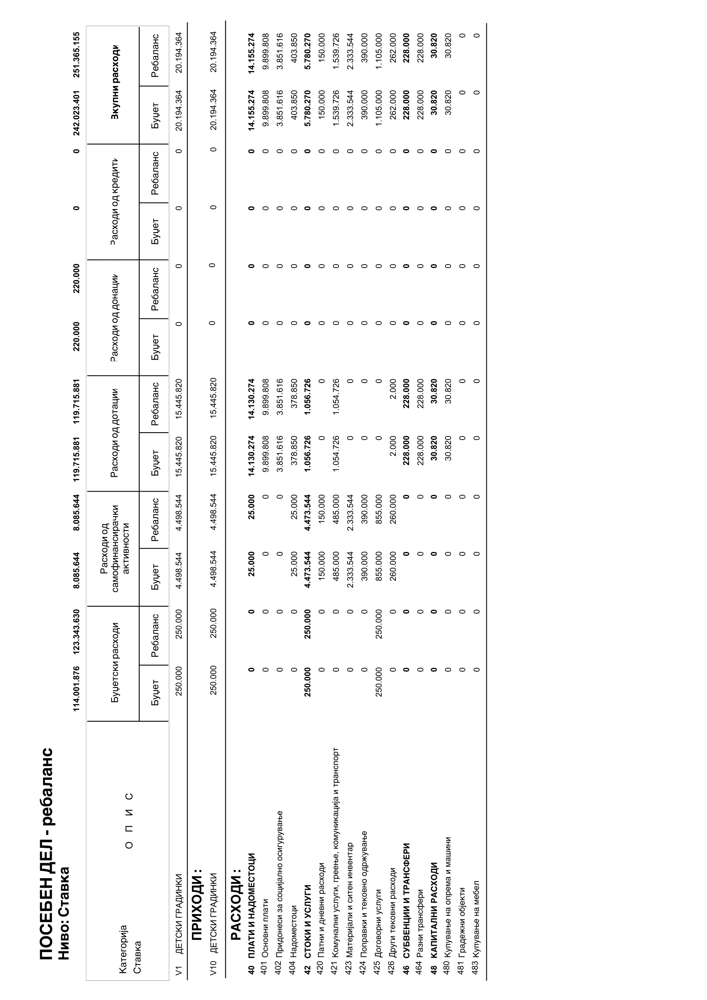 ПОСЕБЕН ДЕЛ - ребаланс
Ниво: Ставка
114.001.876 123.343.630 8.085.644 8.085.644 119.715.881 119.715.881 220.000 220.000 0 0 242.023.401 251.365.155
Категорија
Ставка
О П И С
Буџетски расходи
Расходи од
самофинансирачки
активности
Расходи од дотации
Расходи од донации
Расходи од кредити
Вкупни расходи
Буџет Ребаланс Буџет Ребаланс Буџет Ребаланс Буџет Ребаланс Буџет Ребаланс Буџет Ребаланс
V1 ДЕТСКИ ГРАДИНКИ 250.000 250.000 4.498.544 4.498.544 15.445.820 15.445.820 0 0 0 0 20.194.364 20.194.364
ПРИХОДИ :
V10 ДЕТСКИ ГРАДИНКИ 250.000 250.000 4.498.544 4.498.544 15.445.820 15.445.820 0 0 0 0 20.194.364 20.194.364
РАСХОДИ :
40 ПЛАТИ И НАДОМЕСТОЦИ 0 0 25.000 25.000 14.130.274 14.130.274 0 0 0 0 14.155.274 14.155.274
401 Основни плати 0 0 0 0 9.899.808 9.899.808 0 0 0 0 9.899.808 9.899.808
402 Придонеси за социјално осигурување 0 0 0 0 3.851.616 3.851.616 0 0 0 0 3.851.616 3.851.616
404 Надоместоци 0 0 25.000 25.000 378.850 378.850 0 0 0 0 403.850 403.850
42 СТОКИ И УСЛУГИ 250.000 250.000 4.473.544 4.473.544 1.056.726 1.056.726 0 0 0 0 5.780.270 5.780.270
420 Патни и дневни расходи 0 0 150.000 150.000 0 0 0 0 0 0 150.000 150.000
421 Комунални услуги, греење, комуникација и транспорт 0 0 485.000 485.000 1.054.726 1.054.726 0 0 0 0 1.539.726 1.539.726
423 Материјали и ситен инвентар 0 0 2.333.544 2.333.544 0 0 0 0 0 0 2.333.544 2.333.544
424 Поправки и тековно одржување 0 0 390.000 390.000 0 0 0 0 0 0 390.000 390.000
425 Договорни услуги 250.000 250.000 855.000 855.000 0 0 0 0 0 0 1.105.000 1.105.000
426 Други тековни расходи 0 0 260.000 260.000 2.000 2.000 0 0 0 0 262.000 262.000
46 СУБВЕНЦИИ И ТРАНСФЕРИ 0 0 0 0 228.000 228.000 0 0 0 0 228.000 228.000
464 Разни трансфери 0 0 0 0 228.000 228.000 0 0 0 0 228.000 228.000
48 КАПИТАЛНИ РАСХОДИ 0 0 0 0 30.820 30.820 0 0 0 0 30.820 30.820
480 Купување на опрема и машини 0 0 0 0 30.820 30.820 0 0 0 0 30.820 30.820
481 Градежни објекти 0 0 0 0 0 0 0 0 0 0 0 0
483 Купување на мебел 0 0 0 0 0 0 0 0 0 0 0 0